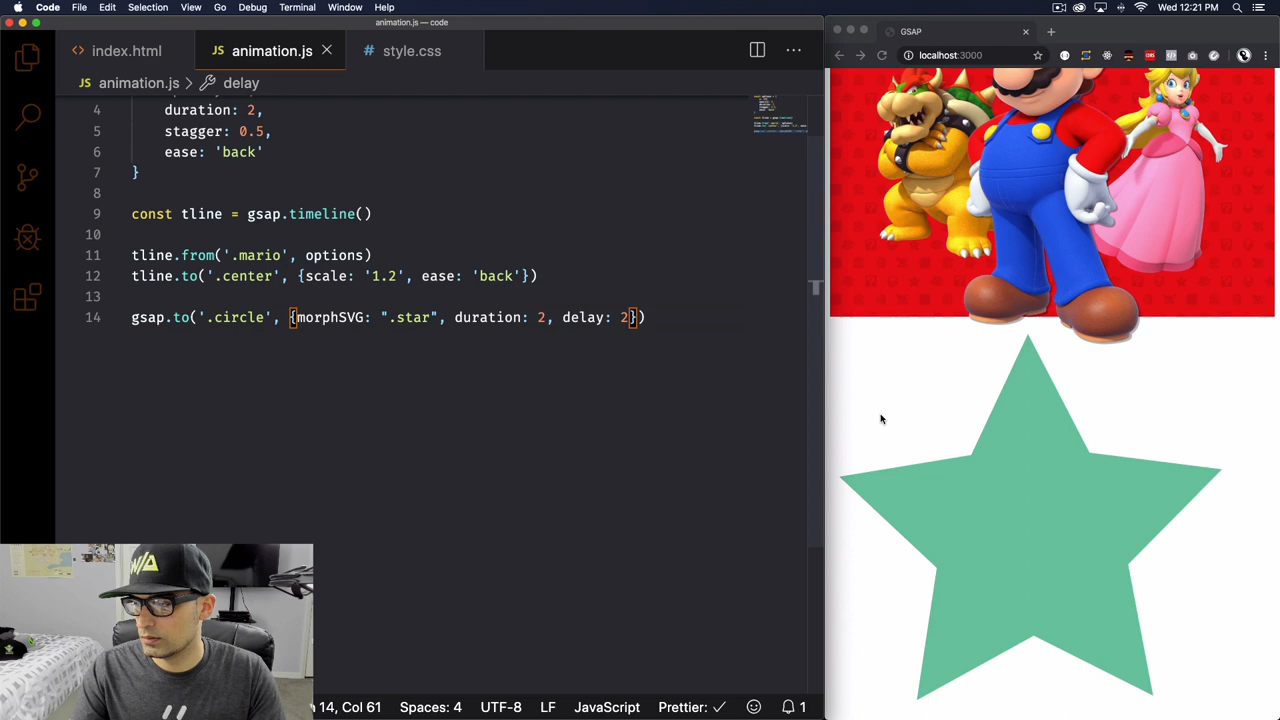 Code File Edit Selection View Go Debug Terminal Window Help Wed 12:21 PM
animation.js — code
<> index.html JS animation.js # style.css
JS animation.js > delay
4 duration: 2,
5 stagger: 0.5,
6 ease: 'back'
7 }
8
9 const tline = gsap.timeline()
10
11 tline.from('.mario', options)
12 tline.to('.center', {scale: '1.2', ease: 'back'})
13
14 gsap.to('.circle', {morphSVG: ".star", duration: 2, delay: 2})
n 14, Col 61 Spaces: 4 UTF-8 LF JavaScript Prettier: ✓ 1
GSAP
localhost:3000